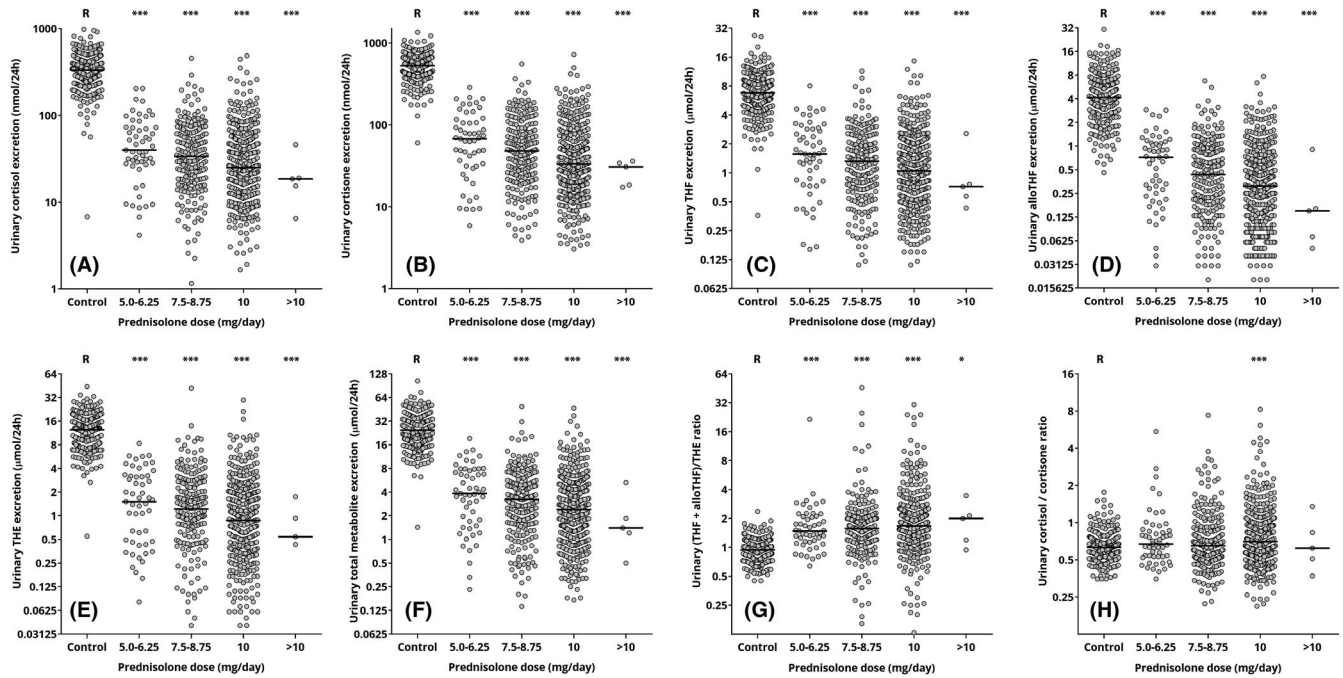 R *** *** *** ***
Urinary cortisol excretion (nmol/24h)
1000
100
10
1
(A)
Control 5.0-6.25 7.5-8.75 10 >10
Prednisolone dose (mg/day)
R *** *** *** ***
Urinary cortisone excretion (nmol/24h)
1000
100
10
1
(B)
Control 5.0-6.25 7.5-8.75 10 >10
Prednisolone dose (mg/day)
R *** *** *** ***
Urinary THF excretion (μmol/24h)
32
16
8
4
2
1
0.5
0.25
0.125
0.0625
(C)
Control 5.0-6.25 7.5-8.75 10 >10
Prednisolone dose (mg/day)
R *** *** *** ***
Urinary alloTHF excretion (μmol/24h)
32
16
8
4
2
1
0.5
0.25
0.125
0.0625
0.03125
0.015625
(D)
Control 5.0-6.25 7.5-8.75 10 >10
Prednisolone dose (mg/day)
R *** *** *** ***
Urinary THE excretion (μmol/24h)
64
32
16
8
4
2
1
0.5
0.25
0.125
0.0625
0.03125
(E)
Control 5.0-6.25 7.5-8.75 10 >10
Prednisolone dose (mg/day)
R *** *** *** ***
Urinary total metabolite excretion (μmol/24h)
128
64
32
16
8
4
2
1
0.5
0.25
0.125
0.0625
(F)
Control 5.0-6.25 7.5-8.75 10 >10
Prednisolone dose (mg/day)
R *** *** *** *
Urinary (THF + alloTHF)/THE ratio
64
32
16
8
4
2
1
0.5
0.25
(G)
Control 5.0-6.25 7.5-8.75 10 >10
Prednisolone dose (mg/day)
R ***
Urinary cortisol / cortisone ratio
16
8
4
2
1
0.5
0.25
(H)
Control 5.0-6.25 7.5-8.75 10 >10
Prednisolone dose (mg/day)